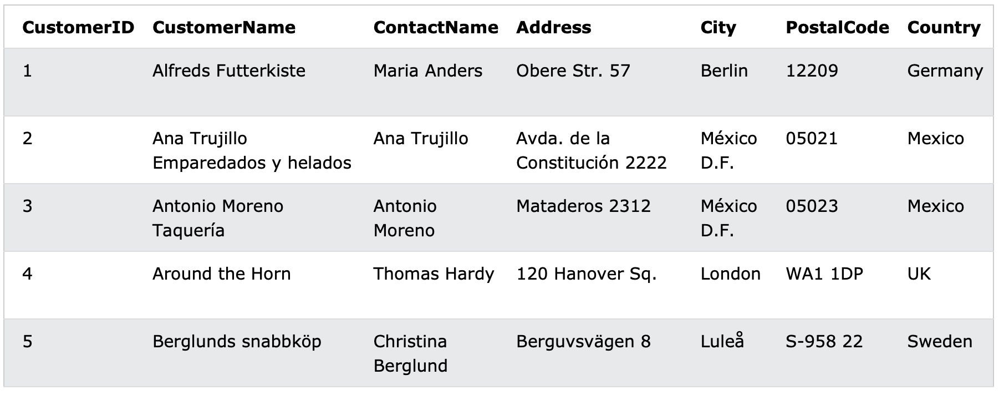 CustomerID CustomerName ContactName Address City PostalCode Country
1 Alfreds Futterkiste Maria Anders Obere Str. 57 Berlin 12209 Germany
2 Ana Trujillo Ana Trujillo Avda. de la México 05021 Mexico
Emparedados y helados Constitución 2222 D.F.
3 Antonio Moreno Antonio Mataderos 2312 México 05023 Mexico
Taquería Moreno D.F.
4 Around the Horn Thomas Hardy 120 Hanover Sq. London WA1 1DP UK
5 Berglunds snabbköp Christina Berguvsvägen 8 Luleå S-958 22 Sweden
Berglund